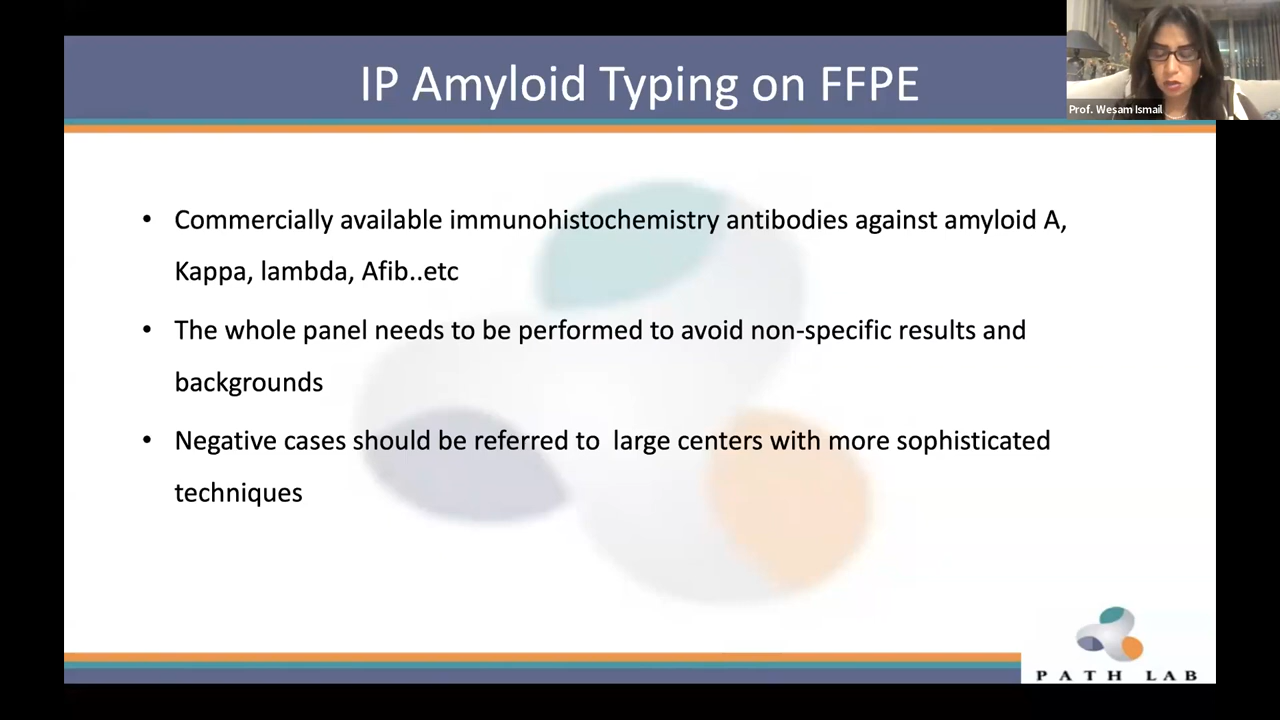 IP Amyloid Typing on FFPE
Prof. Wesam Ismail
• Commercially available immunohistochemistry antibodies against amyloid A,
Kappa, lambda, Afib..etc
• The whole panel needs to be performed to avoid non-specific results and
backgrounds
• Negative cases should be referred to  large centers with more sophisticated
techniques
PATH LAB